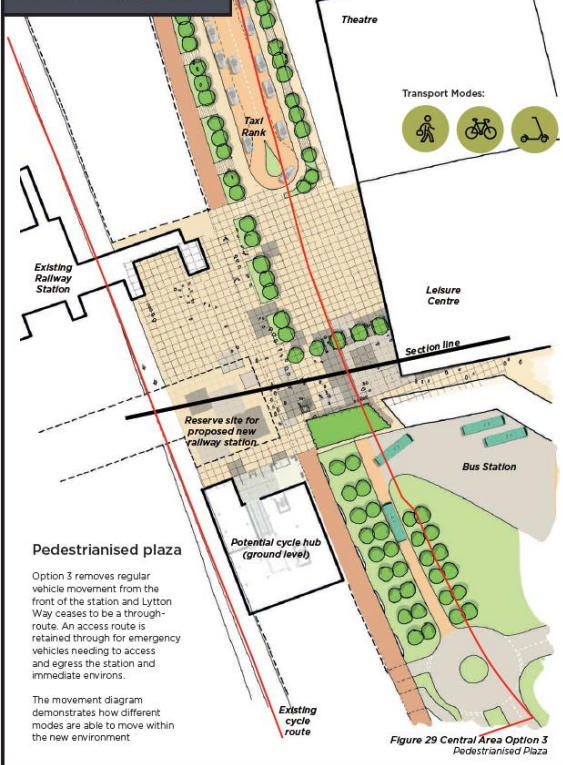 Theatre
Transport Modes:
Taxi
Rank
Existing
Railway
Station
Leisure
Centre
Section line
Reserve site for
proposed new
railway station
Bus Station
Potential cycle hub
(ground level)
Pedestrianised plaza
Option 3 removes regular
vehicle movement from the
front of the station and Lytton
Way ceases to be a through-
route. An access route is
retained through for emergency
vehicles needing to access
and egress the station and
immediate environs.
The movement diagram
demonstrates how different
modes are able to move within
the new environment
Existing
cycle
route
Figure 29 Central Area Option 3
Pedestrianised Plaza